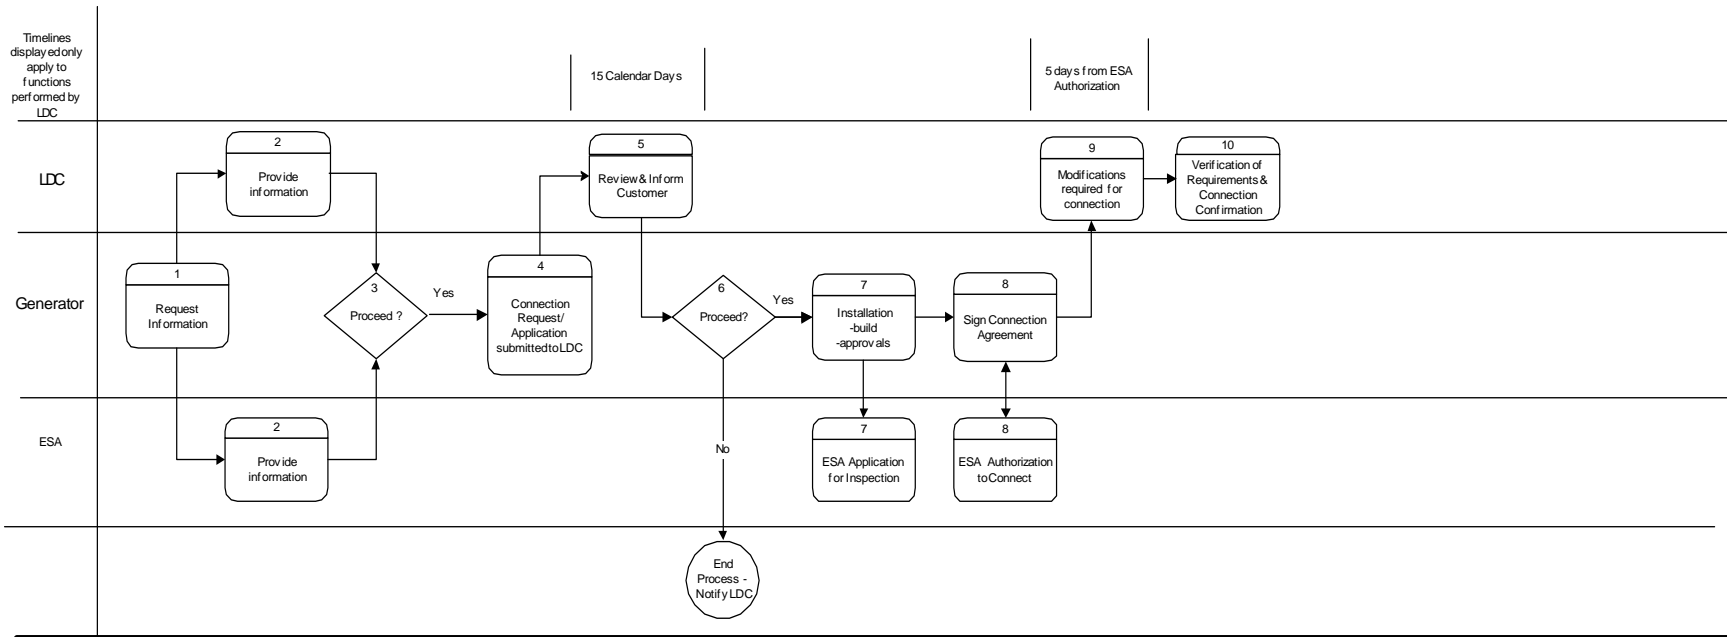 Timelines
displayed only
apply to
functions
performed by
LDC
15 Calendar Days
5 days from ESA
Authorization
LDC
2
Provide
information
5
Review & Inform
Customer
9
Modifications
required for
connection
10
Verification of
Requirements &
Connection
Confirmation
Generator
1
Request
Information
3
Proceed ?
Yes
4
Connection
Request/
Application
submitted to LDC
6
Proceed?
Yes
7
Installation
-build
-approvals
8
Sign Connection
Agreement
ESA
2
Provide
information
No
7
ESA Application
for Inspection
8
ESA Authorization
to Connect
End
Process -
Notify LDC